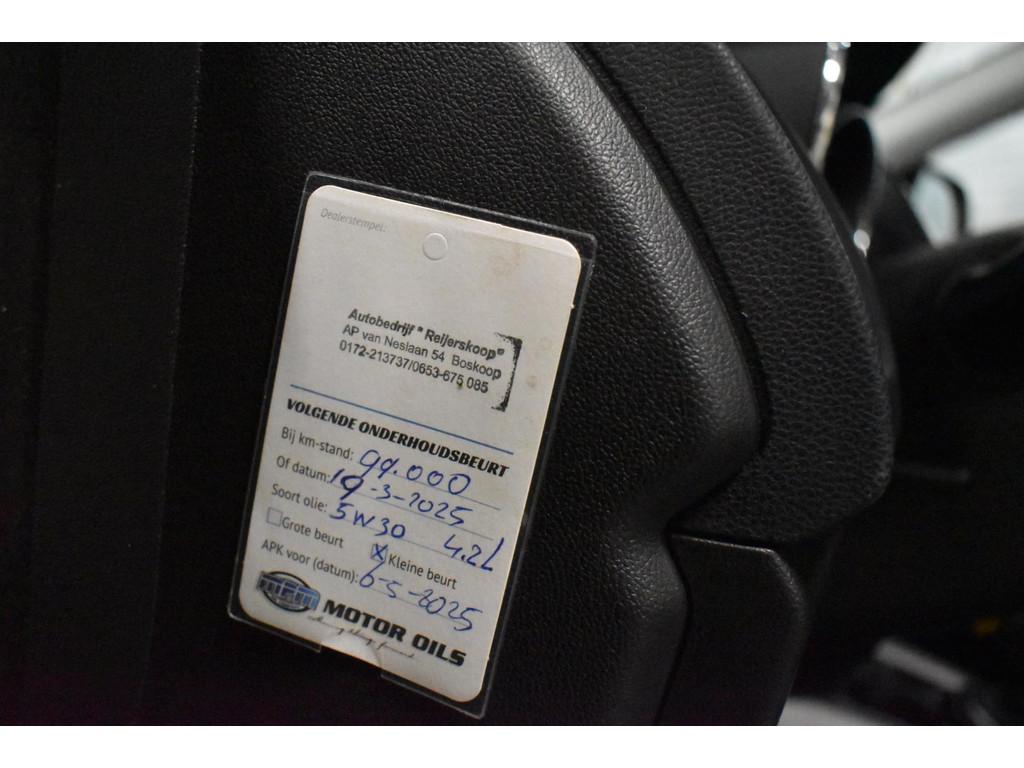 Dealerstempel:
Autobedrijf " Reijerskoop"
AP van Neslaan 54 Boskoop
0172-213737/0653-675 085
VOLGENDE ONDERHOUDSBEURT
Bij km-stand: 99.000
Of datum: 19-3-2025
Soort olie: 5W30 4.2L
Grote beurt X Kleine beurt
APK voor (datum): 6-5-2025
MPM MOTOR OILS